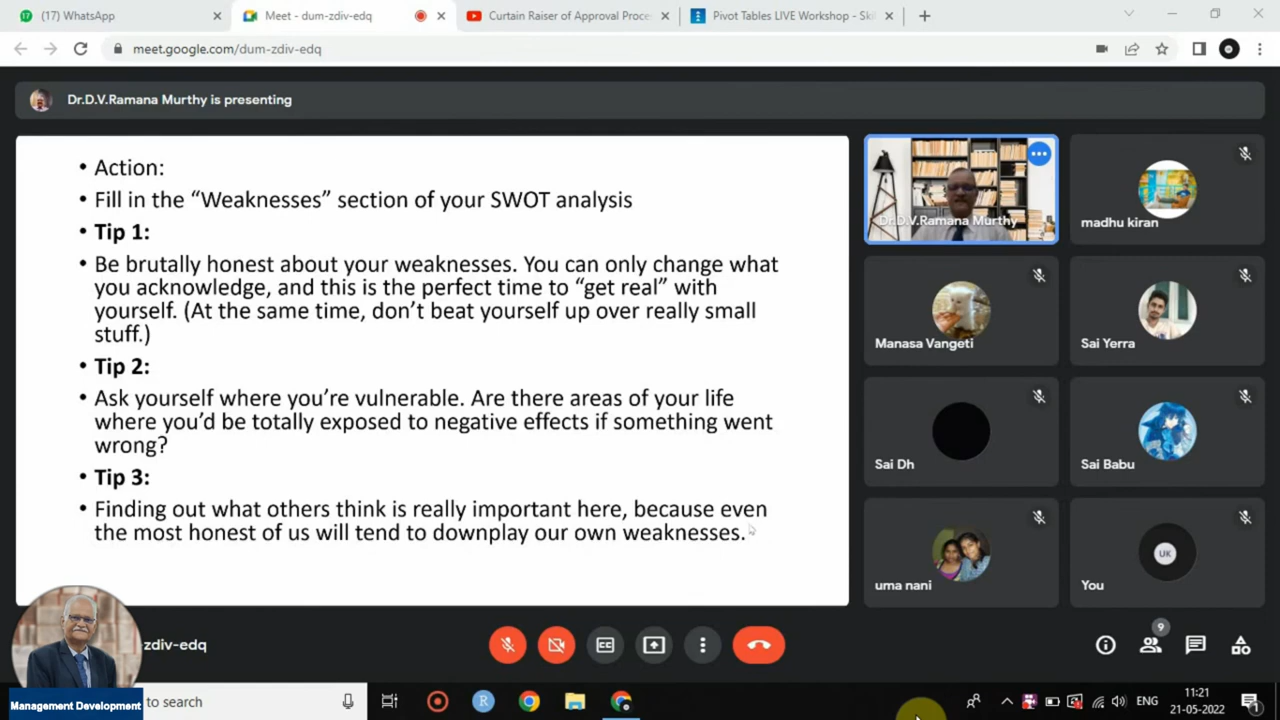 (17) WhatsApp
Meet - dum-zdiv-edq
Curtain Raiser of Approval Proce
Pivot Tables LIVE Workshop - Ski
meet.google.com/dum-zdiv-edq
Dr.D.V.Ramana Murthy is presenting
• Action:
• Fill in the “Weaknesses” section of your SWOT analysis
• Tip 1:
• Be brutally honest about your weaknesses. You can only change what
you acknowledge, and this is the perfect time to “get real” with
yourself. (At the same time, don’t beat yourself up over really small
stuff.)
• Tip 2:
• Ask yourself where you’re vulnerable. Are there areas of your life
where you’d be totally exposed to negative effects if something went
wrong?
• Tip 3:
• Finding out what others think is really important here, because even
the most honest of us will tend to downplay our own weaknesses.
Dr.D.V.Ramana Murthy
madhu kiran
Manasa Vangeti
Sai Yerra
Sai Dh
Sai Babu
uma nani
UK
You
zdiv-edq
CC
9
Management Development
to search
R
ENG
11:21
21-05-2022
1